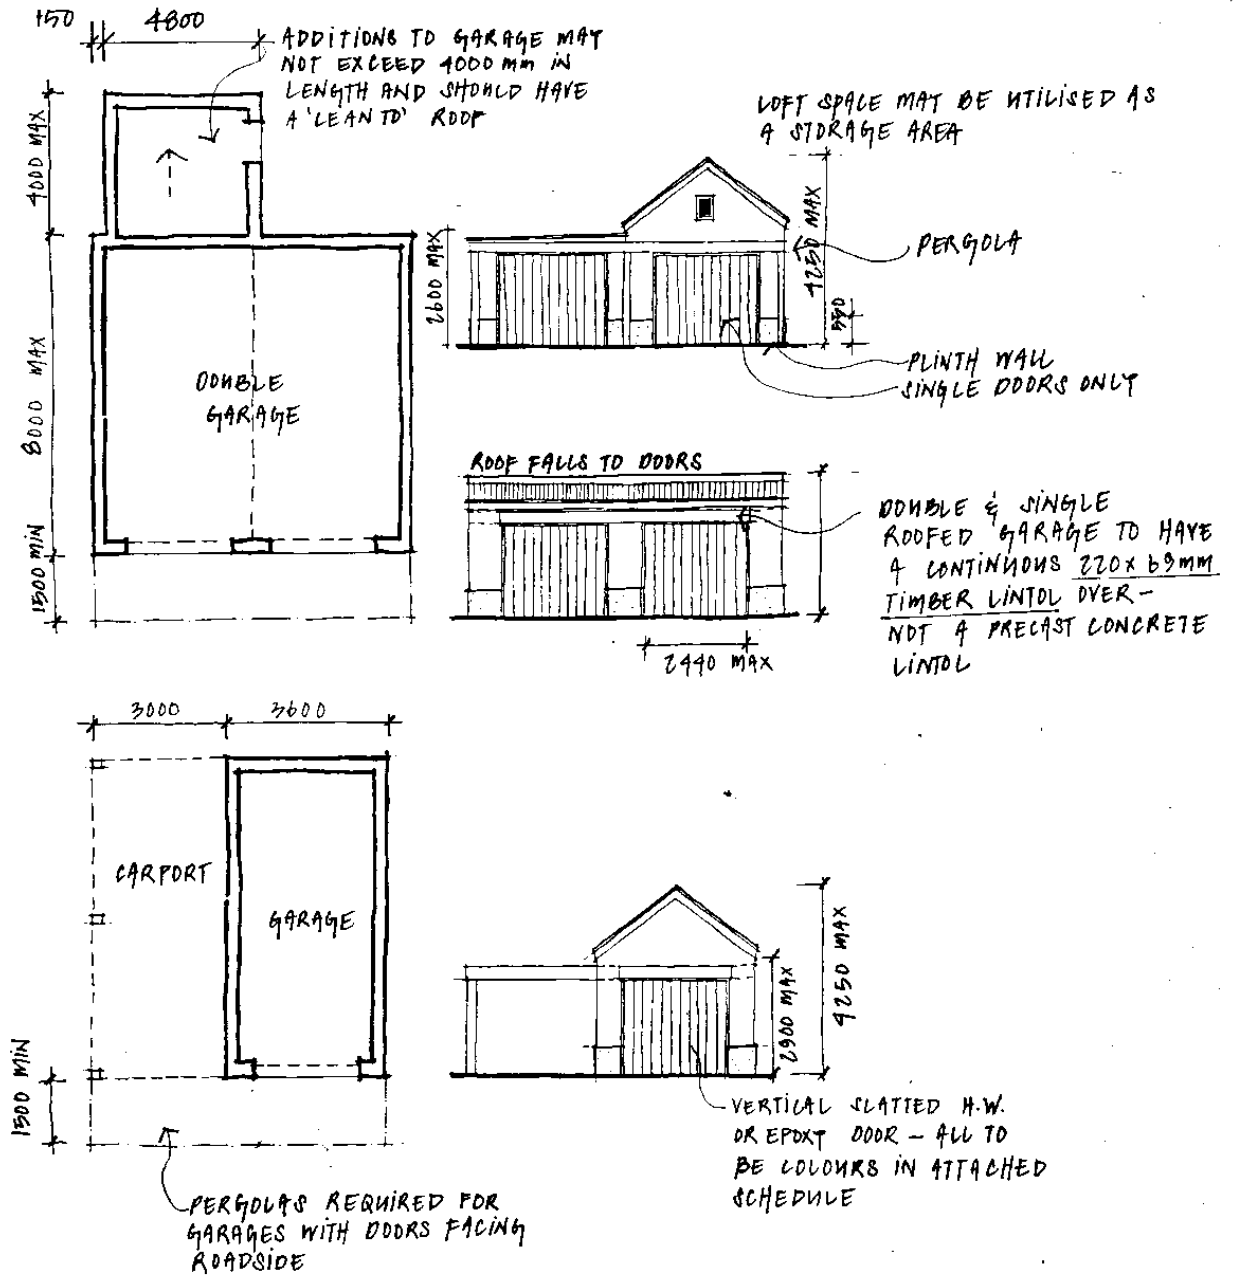 150
4800
ADDITIONS TO GARAGE MAY
NOT EXCEED 4000 mm IN
LENGTH AND SHOULD HAVE
A 'LEAN TO' ROOF
4000 MAX
8000 MAX
1500 MIN
DOUBLE
GARAGE
LOFT SPACE MAY BE UTILISED AS
A STORAGE AREA
2600 MAX
4250 MAX
PERGOLA
PLINTH WALL
SINGLE DOORS ONLY
ROOF FALLS TO DOORS
2440 MAX
DOUBLE & SINGLE
ROOFED GARAGE TO HAVE
A CONTINUOUS 220 x 69mm
TIMBER LINTOL OVER -
NOT A PRECAST CONCRETE
LINTOL
3000
3600
CARPORT
GARAGE
1500 MIN
2900 MAX
4250 MAX
VERTICAL SLATTED H.W.
OR EPOXY DOOR - ALL TO
BE COLOURS IN ATTACHED
SCHEDULE
PERGOLAS REQUIRED FOR
GARAGES WITH DOORS FACING
ROADSIDE